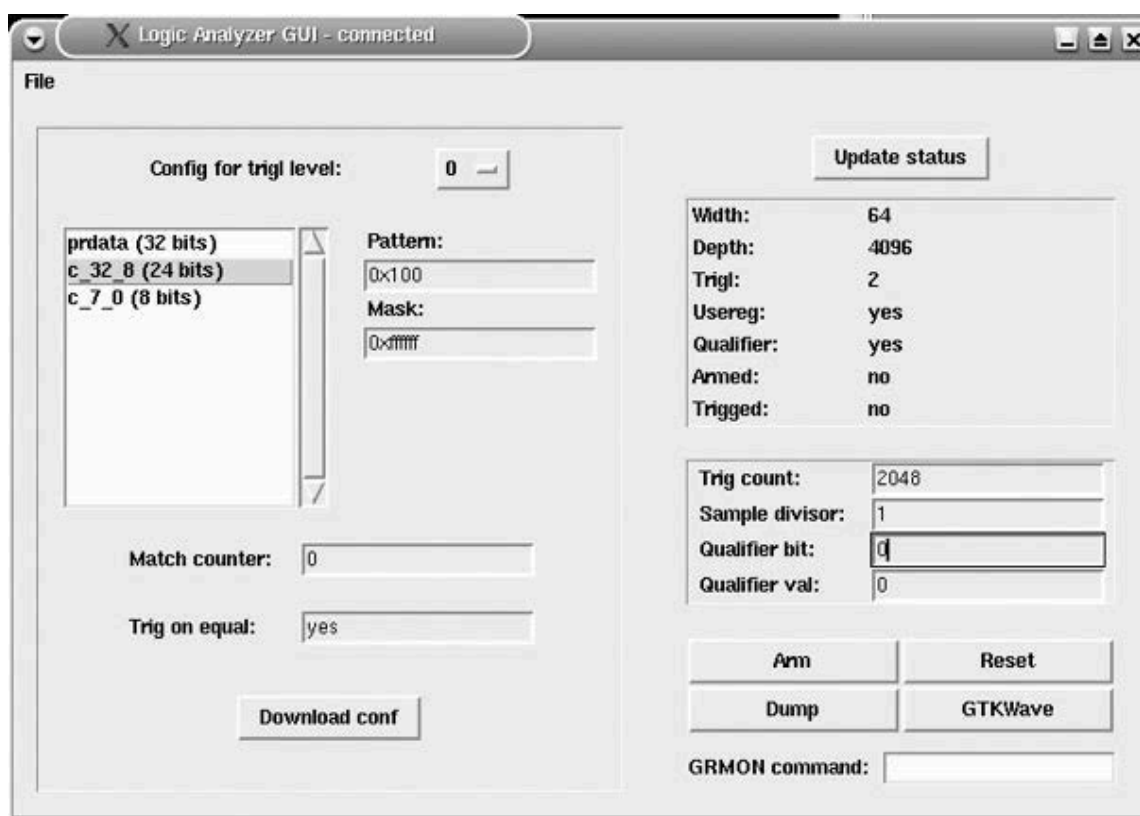 Logic Analyzer GUI - connected
File
Config for trigl level: 0
prdata (32 bits)
c_32_8 (24 bits)
c_7_0 (8 bits)
Pattern:
0x100
Mask:
0xffffff
Match counter: 0
Trig on equal: yes
Download conf
Update status
Width: 64
Depth: 4096
Trigl: 2
Usereg: yes
Qualifier: yes
Armed: no
Trigged: no
Trig count: 2048
Sample divisor: 1
Qualifier bit: 0
Qualifier val: 0
Arm Reset
Dump GTKWave
GRMON command: